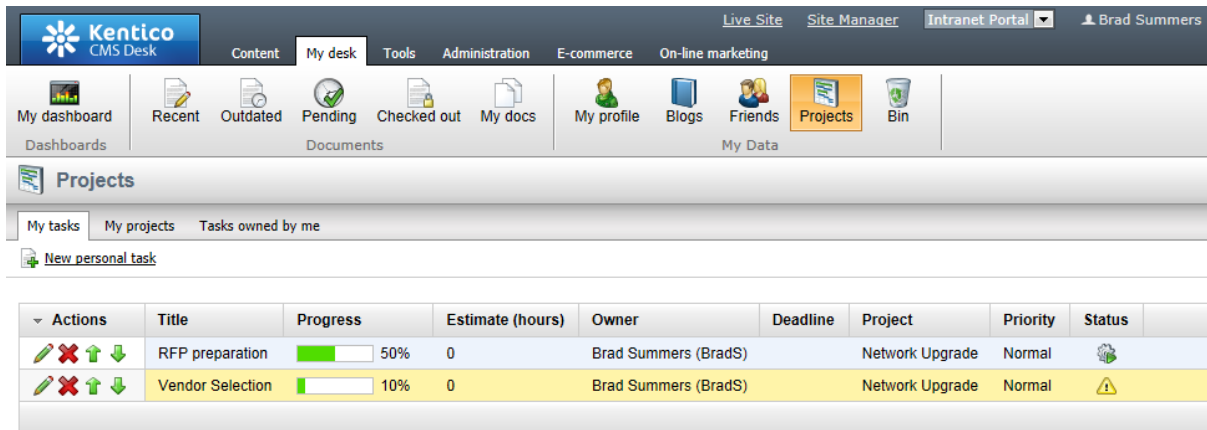 Kentico
CMS Desk
Live Site Site Manager Intranet Portal Brad Summers
Content My desk Tools Administration E-commerce On-line marketing
My dashboard Recent Outdated Pending Checked out My docs My profile Blogs Friends Projects Bin
Dashboards Documents My Data
Projects
My tasks My projects Tasks owned by me
New personal task
Actions Title Progress Estimate (hours) Owner Deadline Project Priority Status
RFP preparation 50% 0 Brad Summers (BradS) Network Upgrade Normal
Vendor Selection 10% 0 Brad Summers (BradS) Network Upgrade Normal